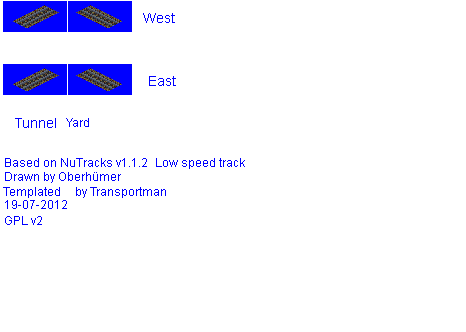 West
East
Tunnel Yard
Based on NuTracks v1.1.2 Low speed track
Drawn by Oberhümer
Templated by Transportman
19-07-2012
GPL v2